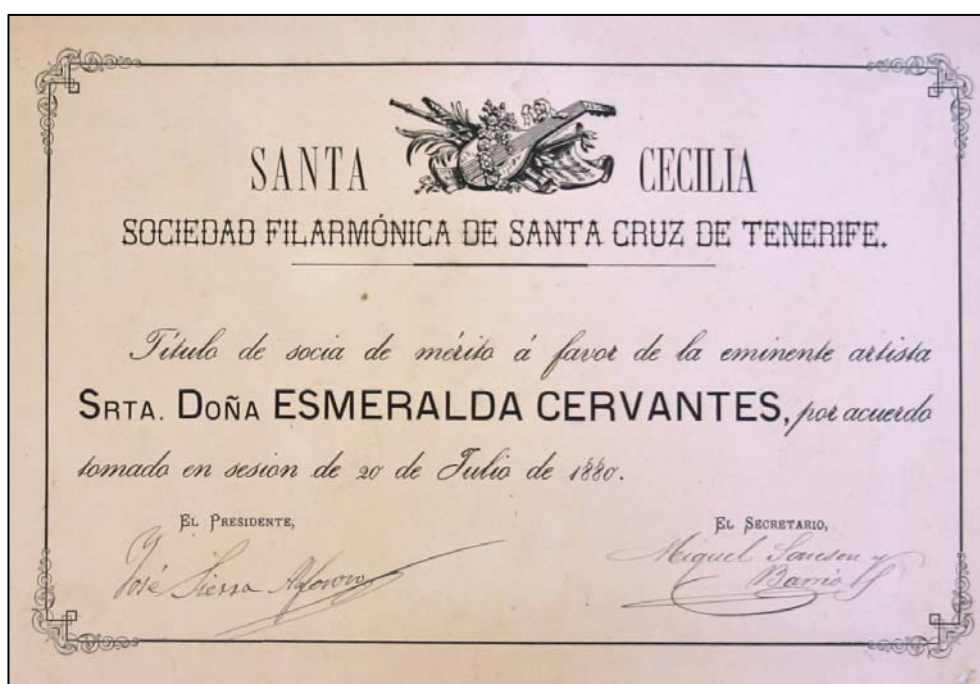 SANTA CECILIA
SOCIEDAD FILARMÓNICA DE SANTA CRUZ DE TENERIFE.
Título de socia de mérito á favor de la eminente artista
SRTA. DOÑA ESMERALDA CERVANTES, por acuerdo
tomado en sesion de 20 de Julio de 1880.
EL PRESIDENTE, EL SECRETARIO,
José Sierra Miguel Sanson y
Barrios